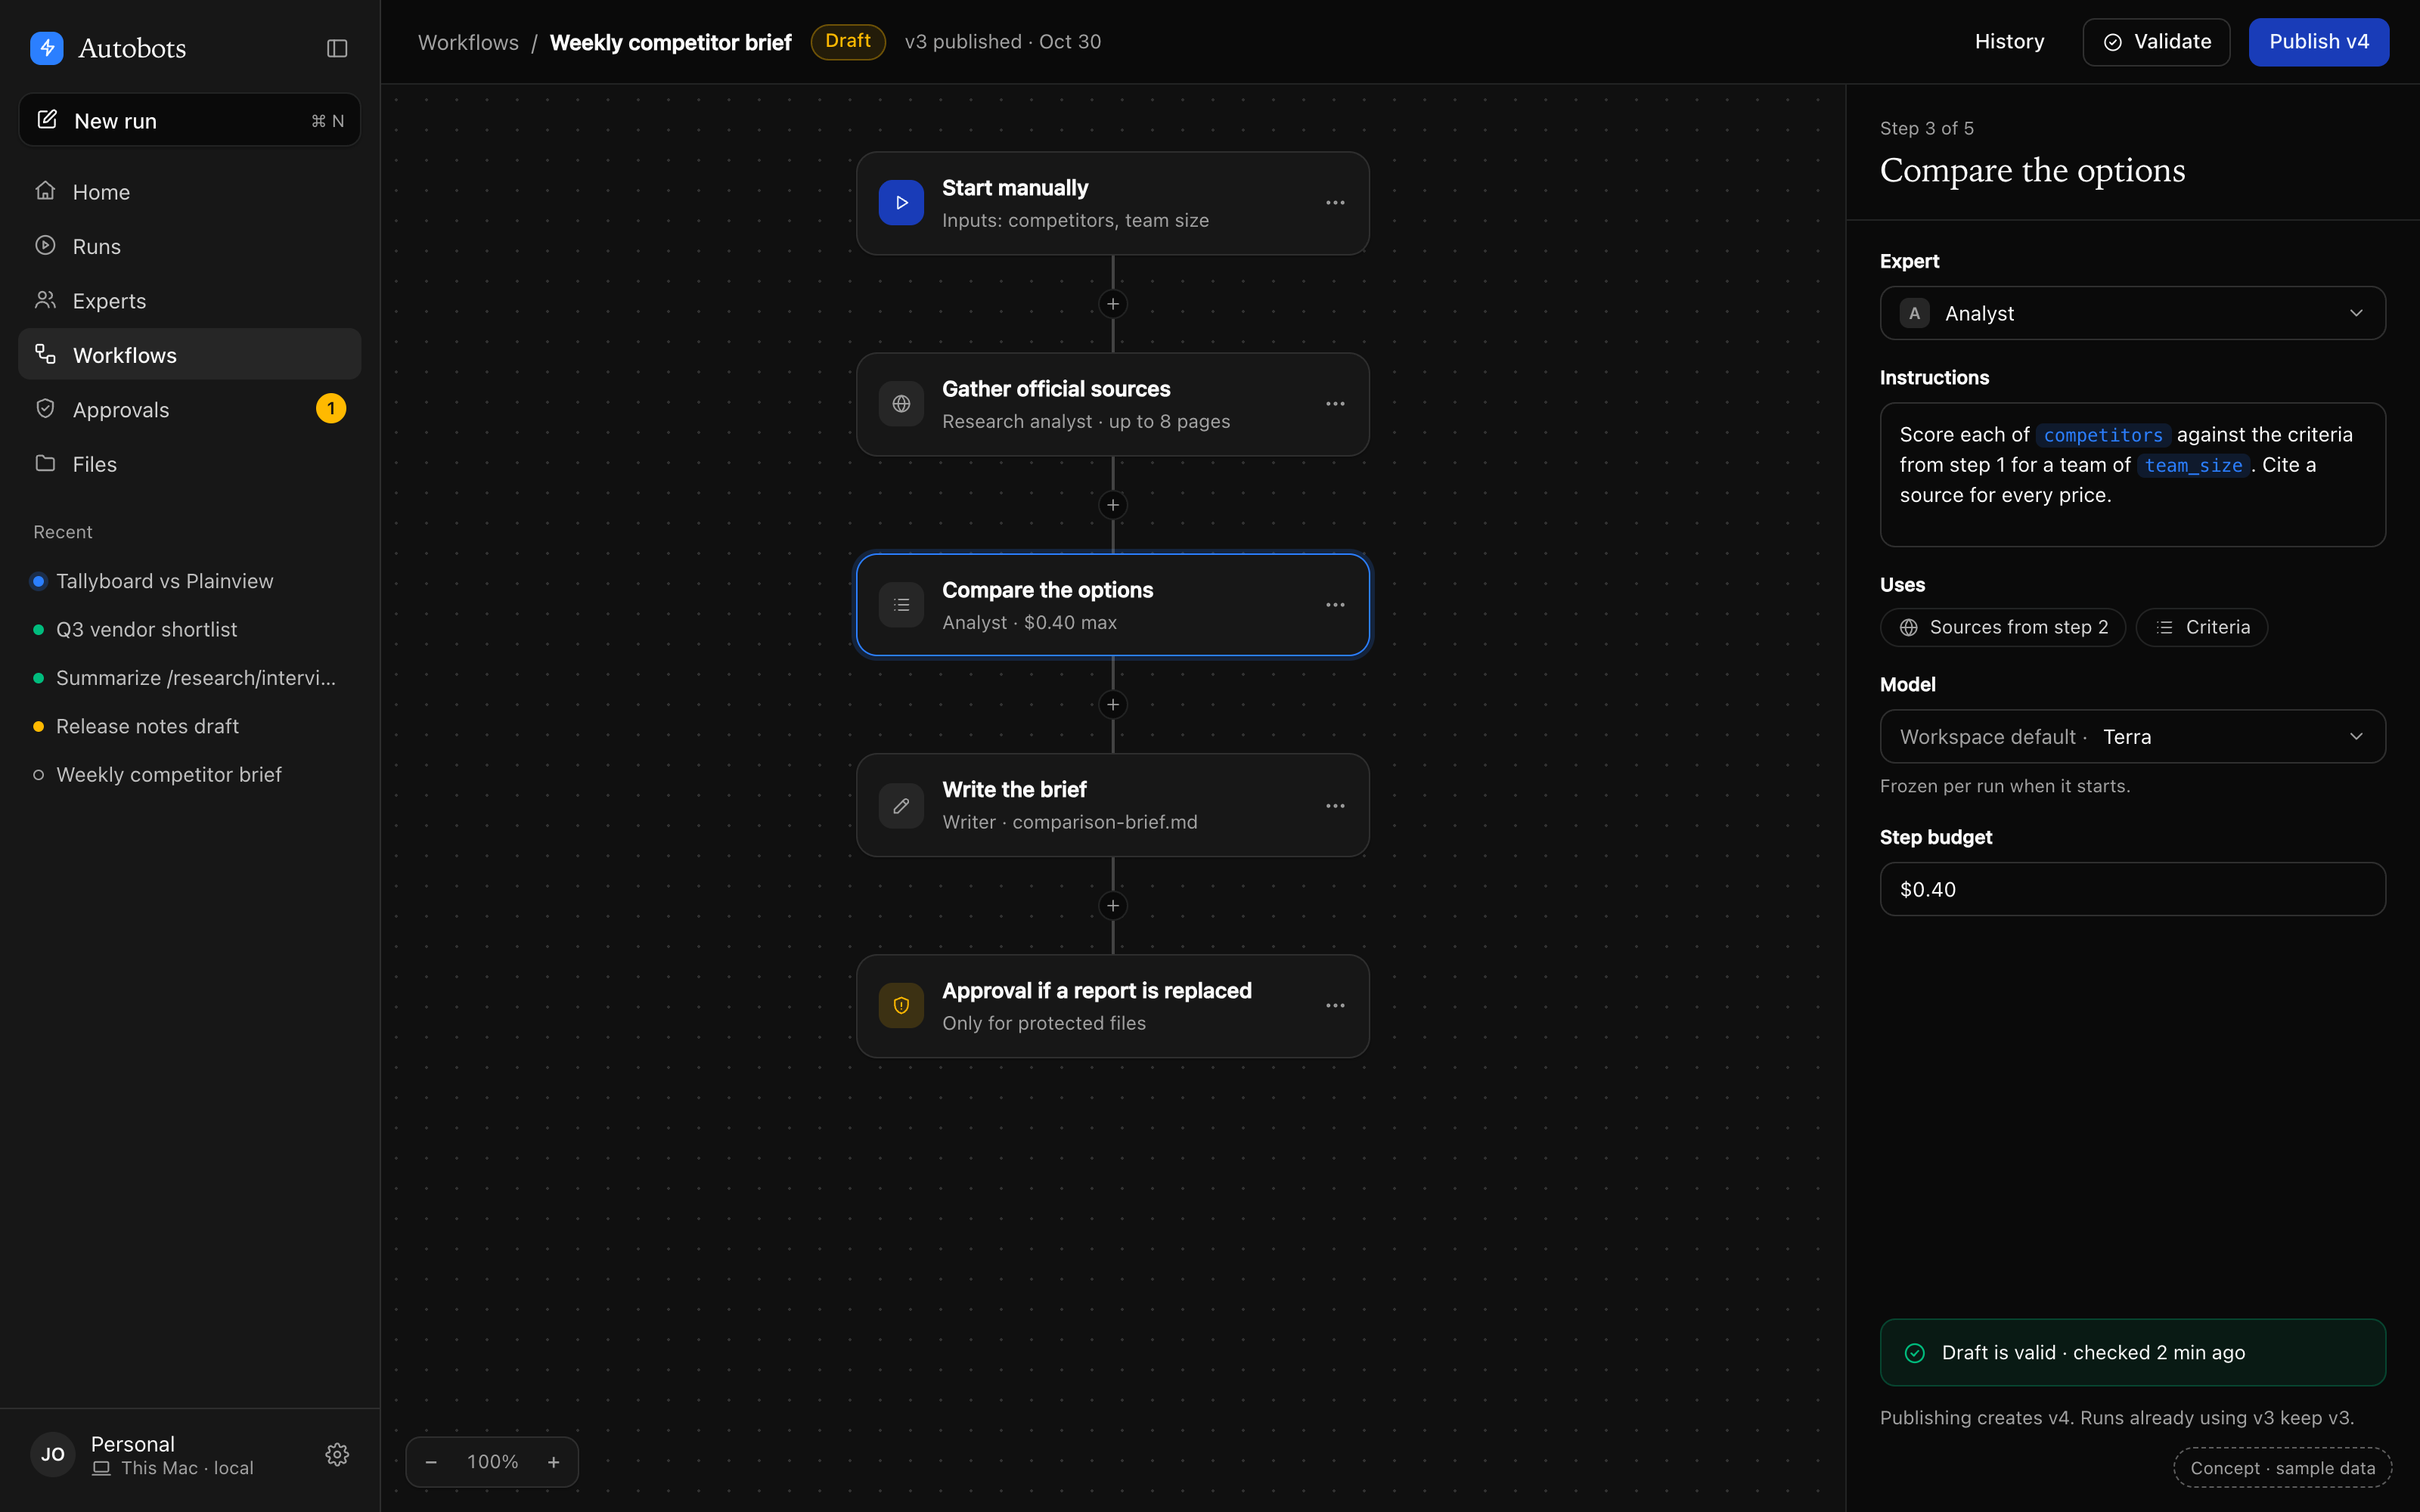 Autobots
New run
⌘ N
Home
Runs
Experts
Workflows
Approvals
1
Files
Recent
Tallyboard vs Plainview
Q3 vendor shortlist
Summarize /research/intervi...
Release notes draft
Weekly competitor brief
JO
Personal
This Mac · local
Workflows / Weekly competitor brief
Draft
v3 published · Oct 30
History
Validate
Publish v4
Start manually
Inputs: competitors, team size
Gather official sources
Research analyst · up to 8 pages
Compare the options
Analyst · $0.40 max
Write the brief
Writer · comparison-brief.md
Approval if a report is replaced
Only for protected files
− 100% +
Step 3 of 5
Compare the options
Expert
A Analyst
Instructions
Score each of competitors against the criteria
from step 1 for a team of team_size. Cite a
source for every price.
Uses
Sources from step 2
Criteria
Model
Workspace default · Terra
Frozen per run when it starts.
Step budget
$0.40
Draft is valid · checked 2 min ago
Publishing creates v4. Runs already using v3 keep v3.
Concept · sample data